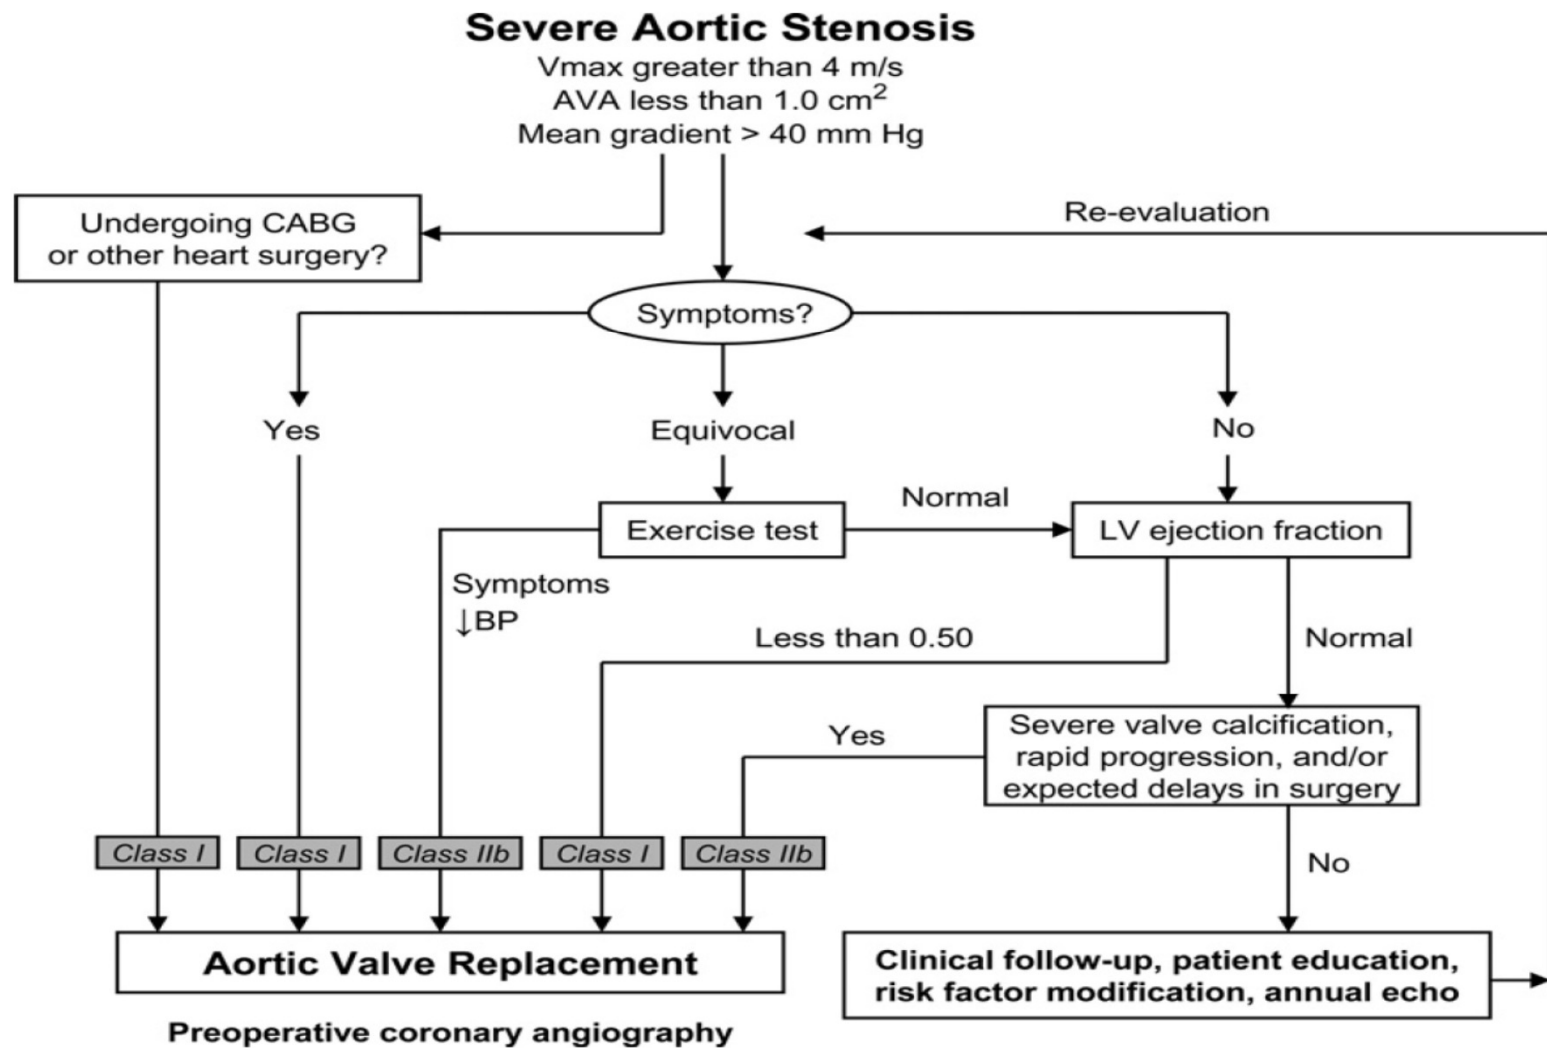 Severe Aortic Stenosis
Vmax greater than 4 m/s
AVA less than 1.0 cm²
Mean gradient > 40 mm Hg
Undergoing CABG
or other heart surgery?
Re-evaluation
Symptoms?
Yes
Equivocal
No
Exercise test
Normal
LV ejection fraction
Symptoms
↓BP
Less than 0.50
Normal
Severe valve calcification,
rapid progression, and/or
expected delays in surgery
Yes
No
Class I
Class I
Class IIb
Class I
Class IIb
Aortic Valve Replacement
Clinical follow-up, patient education,
risk factor modification, annual echo
Preoperative coronary angiography